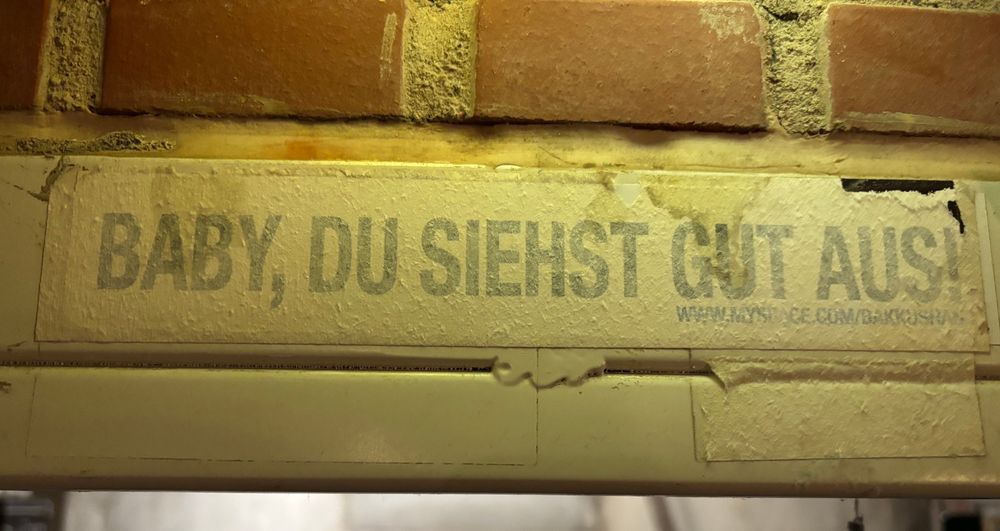 BABY, DU SIEHST GUT AUS!
WWW.MYSPACE.COM/BAKKUSHAN